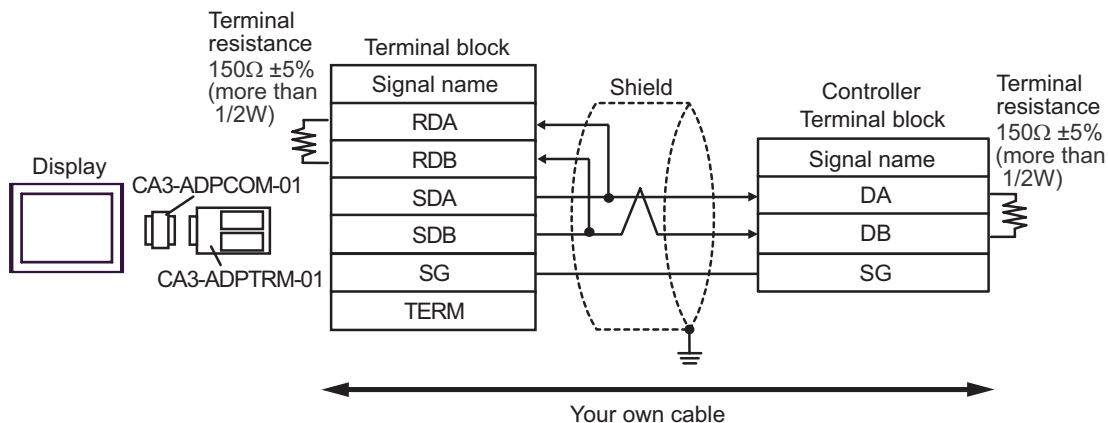 Terminal
resistance
150Ω ±5%
(more than
1/2W)
Terminal block
Signal name
RDA
RDB
SDA
SDB
SG
TERM
Display
CA3-ADPCOM-01
CA3-ADPTRM-01
Shield
Controller
Terminal block
Signal name
DA
DB
SG
Terminal
resistance
150Ω ±5%
(more than
1/2W)
Your own cable